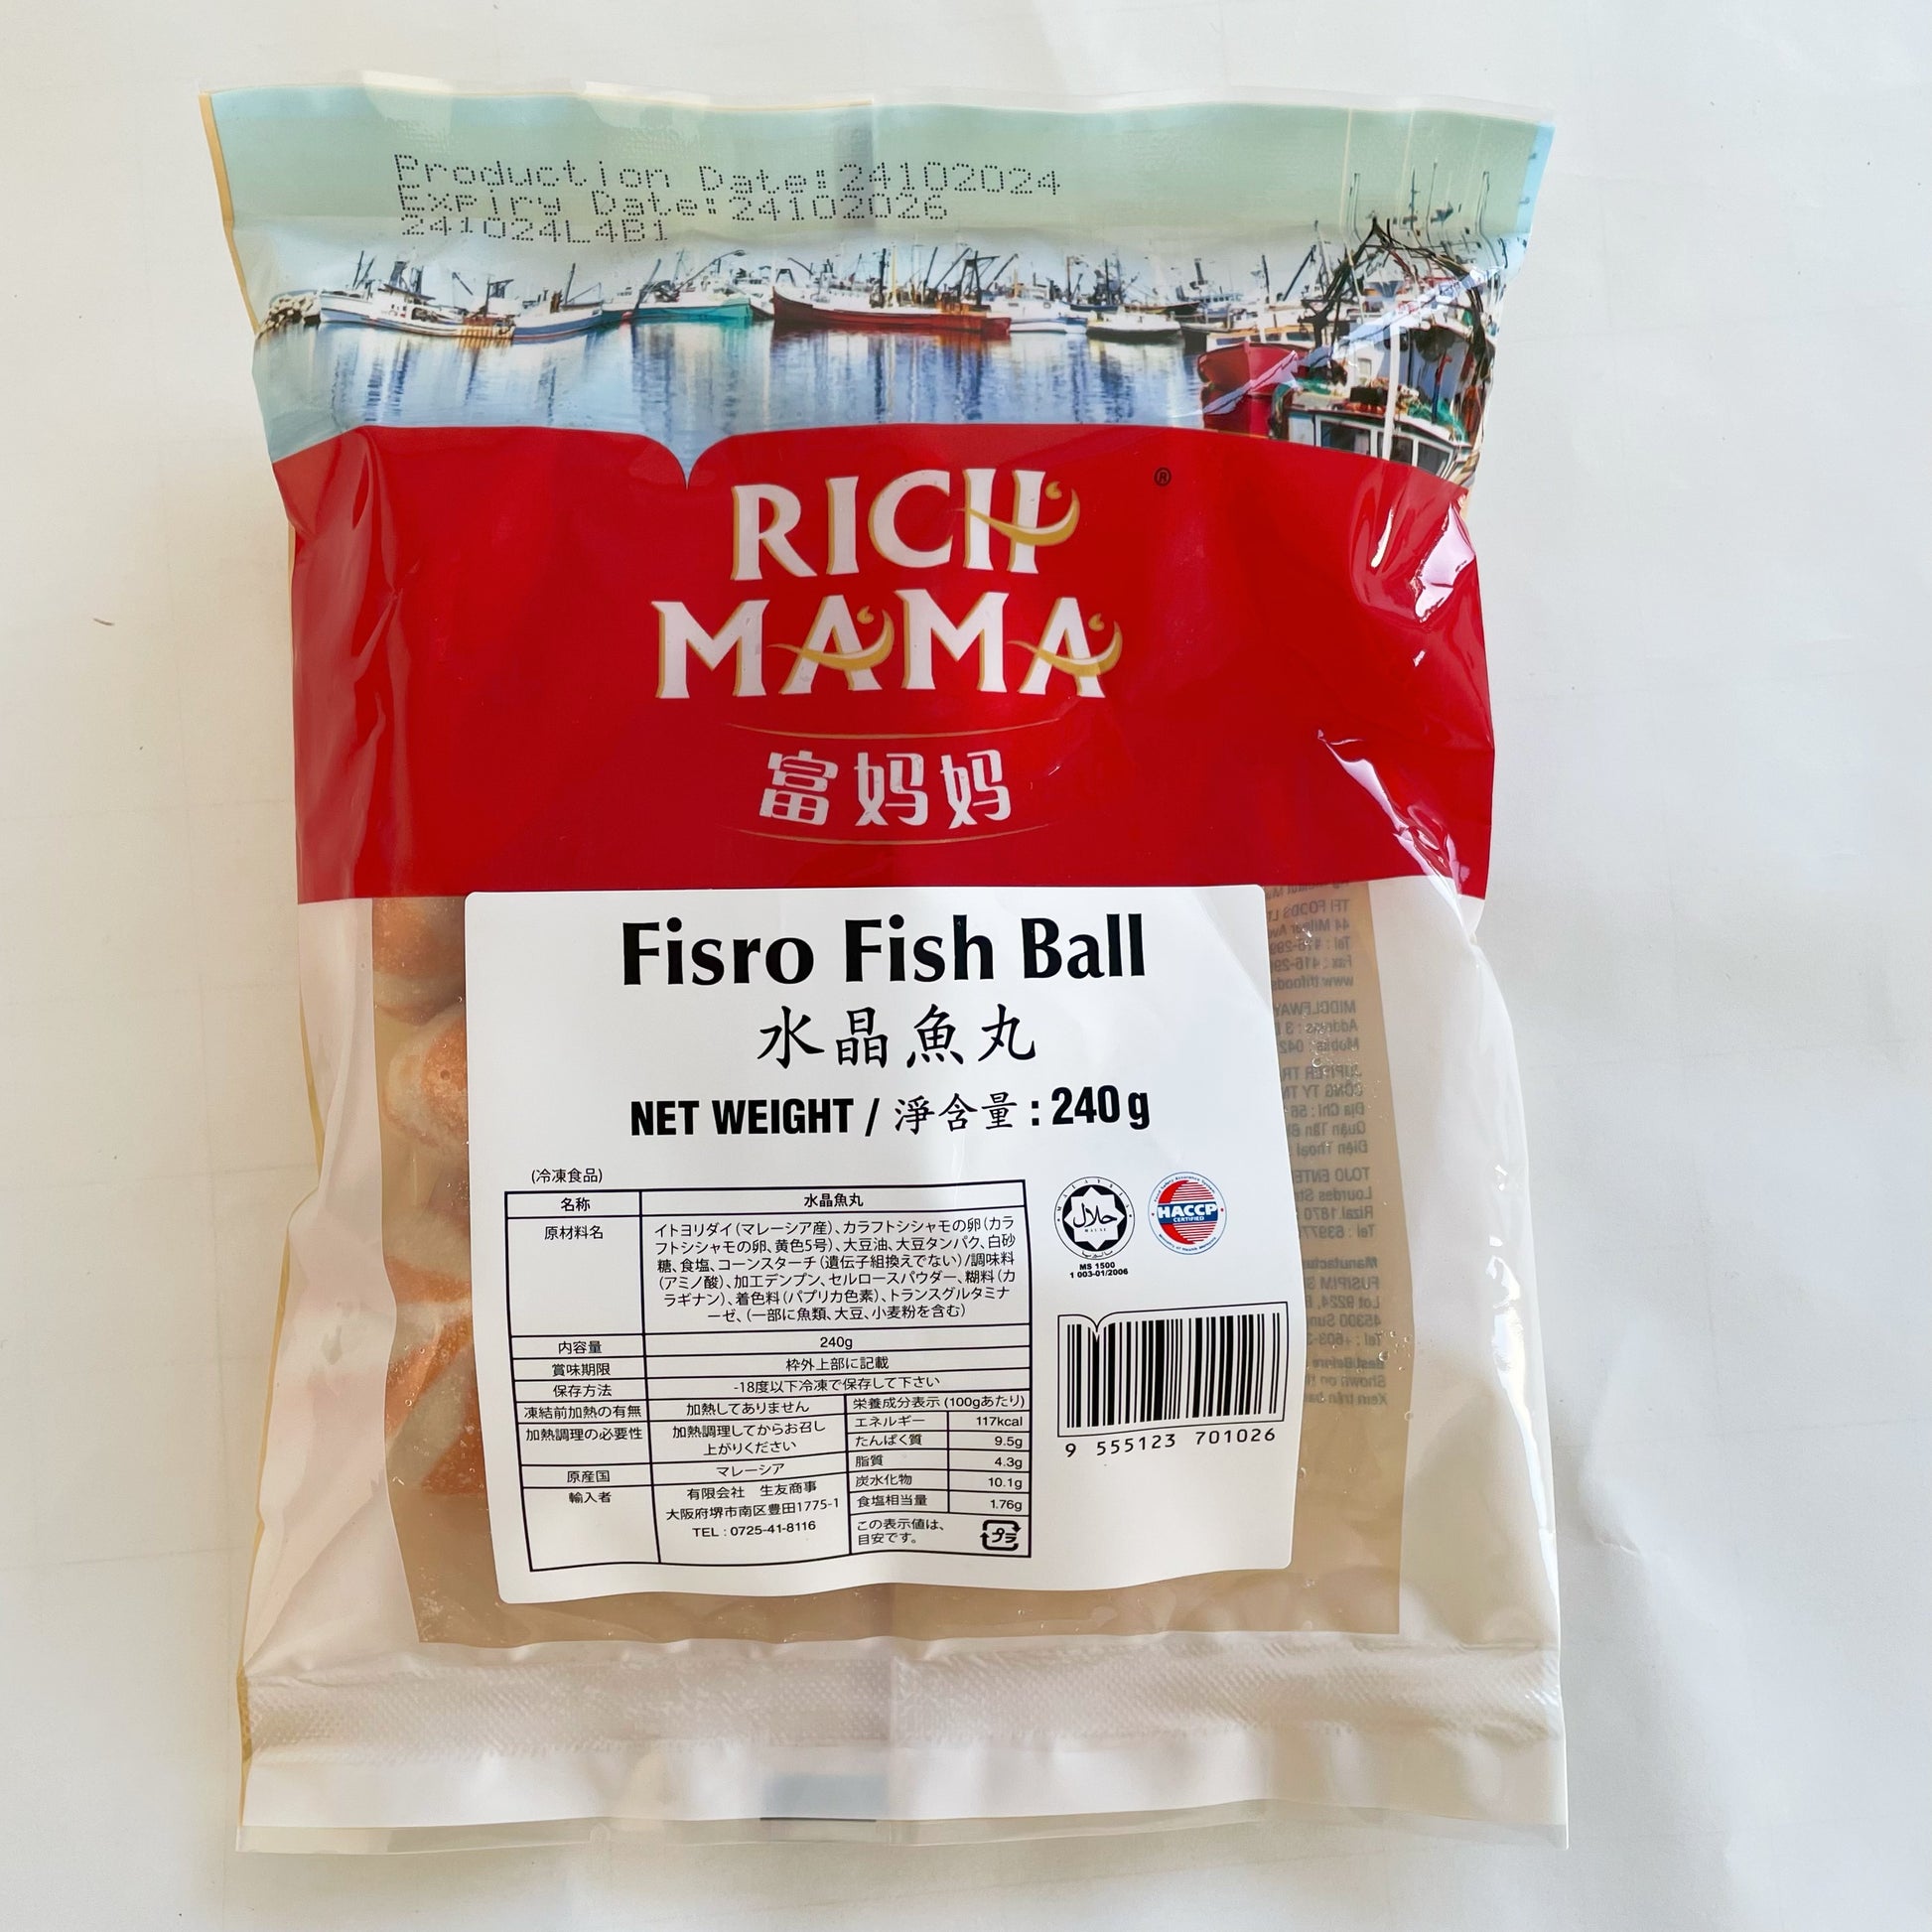 Production Date:24102024
Expiry Date:24102026
241024L4B1
RICH
®
MAMA
富妈妈
Fisro Fish Ball
水晶魚丸
NET WEIGHT / 淨含量 : 240 g
(冷凍食品)
名称 水晶魚丸
原材料名 イトヨリダイ(マレーシア産)、カラフトシシャモの卵(カラ
フトシシャモの卵、黄色5号)、大豆油、大豆タンパク、白砂
糖、食塩、コーンスターチ(遺伝子組換えでない)/調味料
(アミノ酸)、加工デンプン、セルロースパウダー、糊料(カ
ラギナン)、着色料(パプリカ色素)、トランスグルタミナ
ーゼ、(一部に魚類、大豆、小麦粉を含む)
内容量 240g
賞味期限 枠外上部に記載
保存方法 -18度以下冷凍で保存して下さい
凍結前加熱の有無 加熱してありません
加熱調理の必要性 加熱調理してからお召し
上がりください
原産国 マレーシア
輸入者 有限会社 生友商事
大阪府堺市南区豊田1775-1
TEL : 0725-41-8116
栄養成分表示 (100gあたり)
エネルギー 117kcal
たんぱく質 9.5g
脂質 4.3g
炭水化物 10.1g
食塩相当量 1.76g
この表示値は、
目安です。
プラ
MALAYSIA
حلال
HALAL
ماليزيا
MS 1500
1 003-01/2006
HACCP
CERTIFIED
9 555123 701026